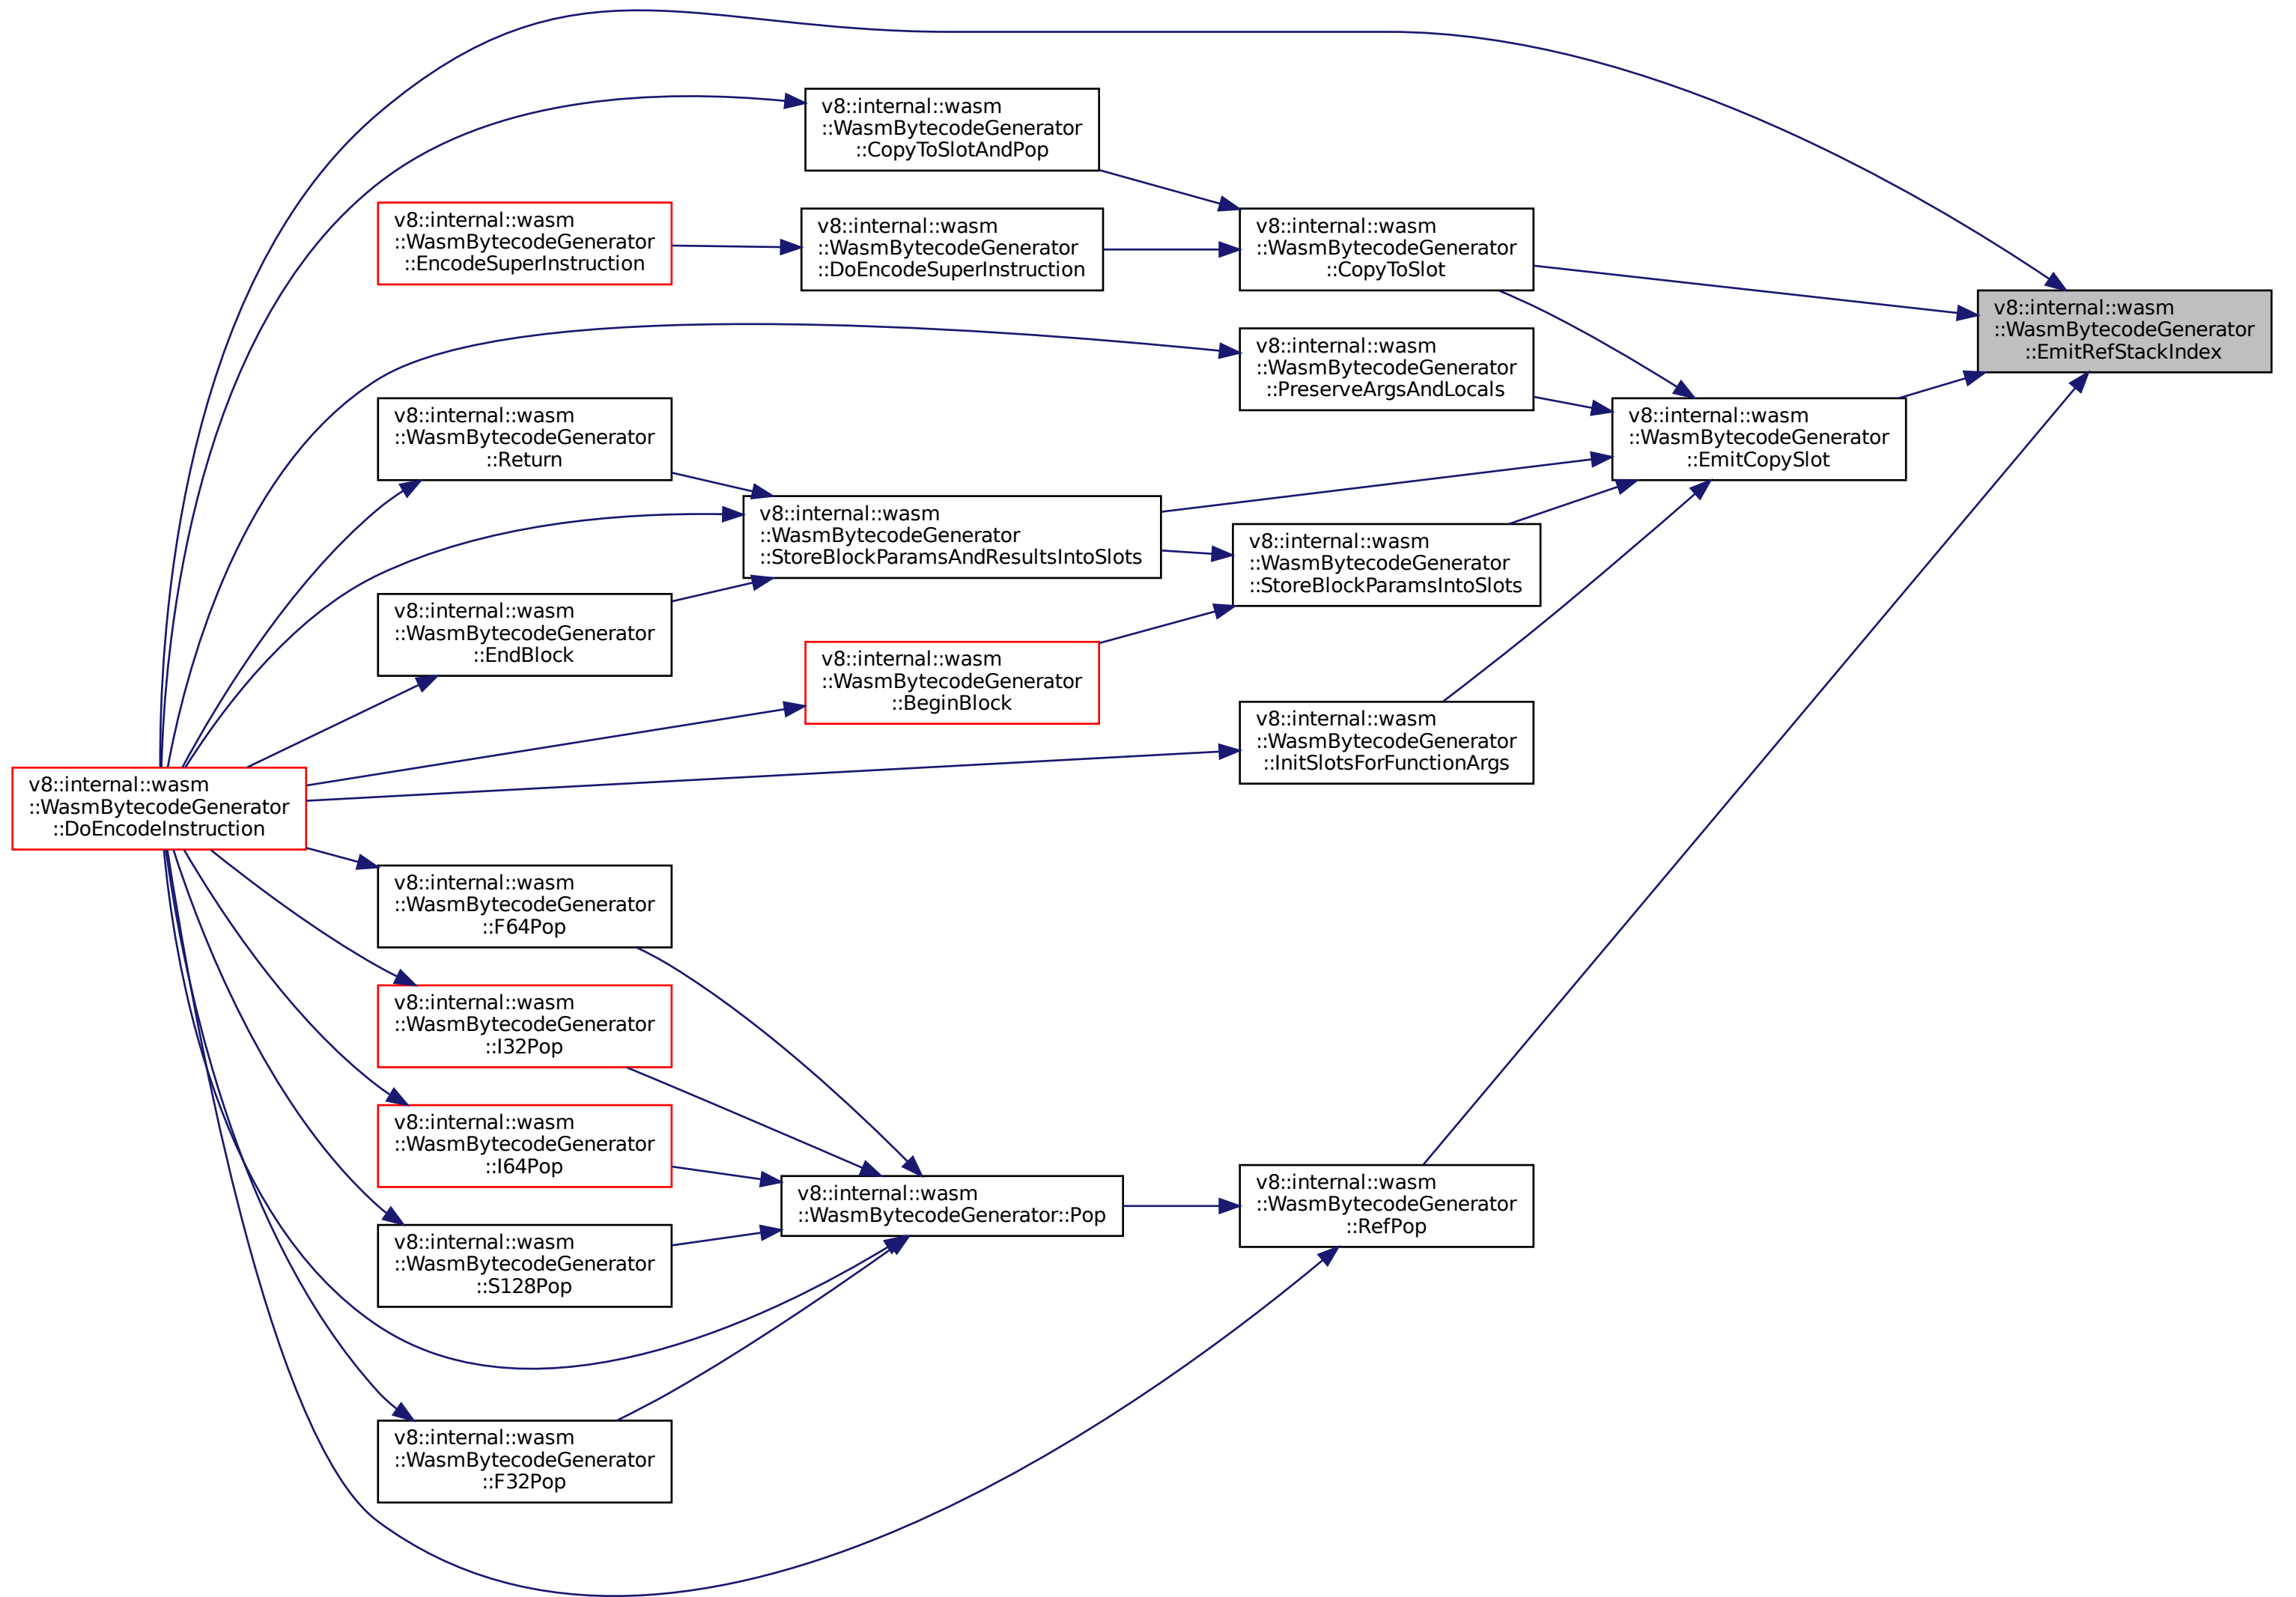 v8::internal::wasm
::WasmBytecodeGenerator
::CopyToSlotAndPop
v8::internal::wasm
::WasmBytecodeGenerator
::EncodeSuperInstruction
v8::internal::wasm
::WasmBytecodeGenerator
::DoEncodeSuperInstruction
v8::internal::wasm
::WasmBytecodeGenerator
::CopyToSlot
v8::internal::wasm
::WasmBytecodeGenerator
::EmitRefStackIndex
v8::internal::wasm
::WasmBytecodeGenerator
::PreserveArgsAndLocals
v8::internal::wasm
::WasmBytecodeGenerator
::Return
v8::internal::wasm
::WasmBytecodeGenerator
::EmitCopySlot
v8::internal::wasm
::WasmBytecodeGenerator
::StoreBlockParamsAndResultsIntoSlots
v8::internal::wasm
::WasmBytecodeGenerator
::StoreBlockParamsIntoSlots
v8::internal::wasm
::WasmBytecodeGenerator
::EndBlock
v8::internal::wasm
::WasmBytecodeGenerator
::BeginBlock
v8::internal::wasm
::WasmBytecodeGenerator
::InitSlotsForFunctionArgs
v8::internal::wasm
::WasmBytecodeGenerator
::DoEncodeInstruction
v8::internal::wasm
::WasmBytecodeGenerator
::F64Pop
v8::internal::wasm
::WasmBytecodeGenerator
::I32Pop
v8::internal::wasm
::WasmBytecodeGenerator
::I64Pop
v8::internal::wasm
::WasmBytecodeGenerator::Pop
v8::internal::wasm
::WasmBytecodeGenerator
::RefPop
v8::internal::wasm
::WasmBytecodeGenerator
::S128Pop
v8::internal::wasm
::WasmBytecodeGenerator
::F32Pop